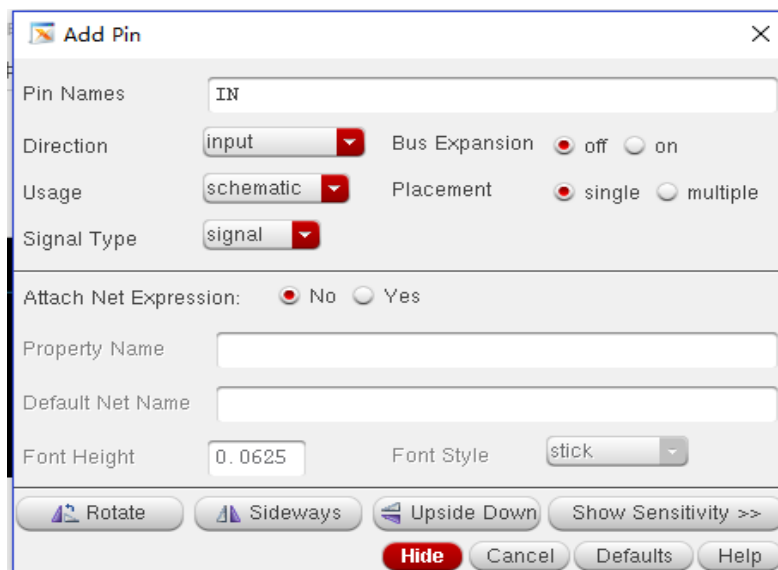 Add Pin
Pin Names IN
Direction input Bus Expansion off on
Usage schematic Placement single multiple
Signal Type signal
Attach Net Expression: No Yes
Property Name
Default Net Name
Font Height 0.0625 Font Style stick
Rotate Sideways Upside Down Show Sensitivity >>
Hide Cancel Defaults Help